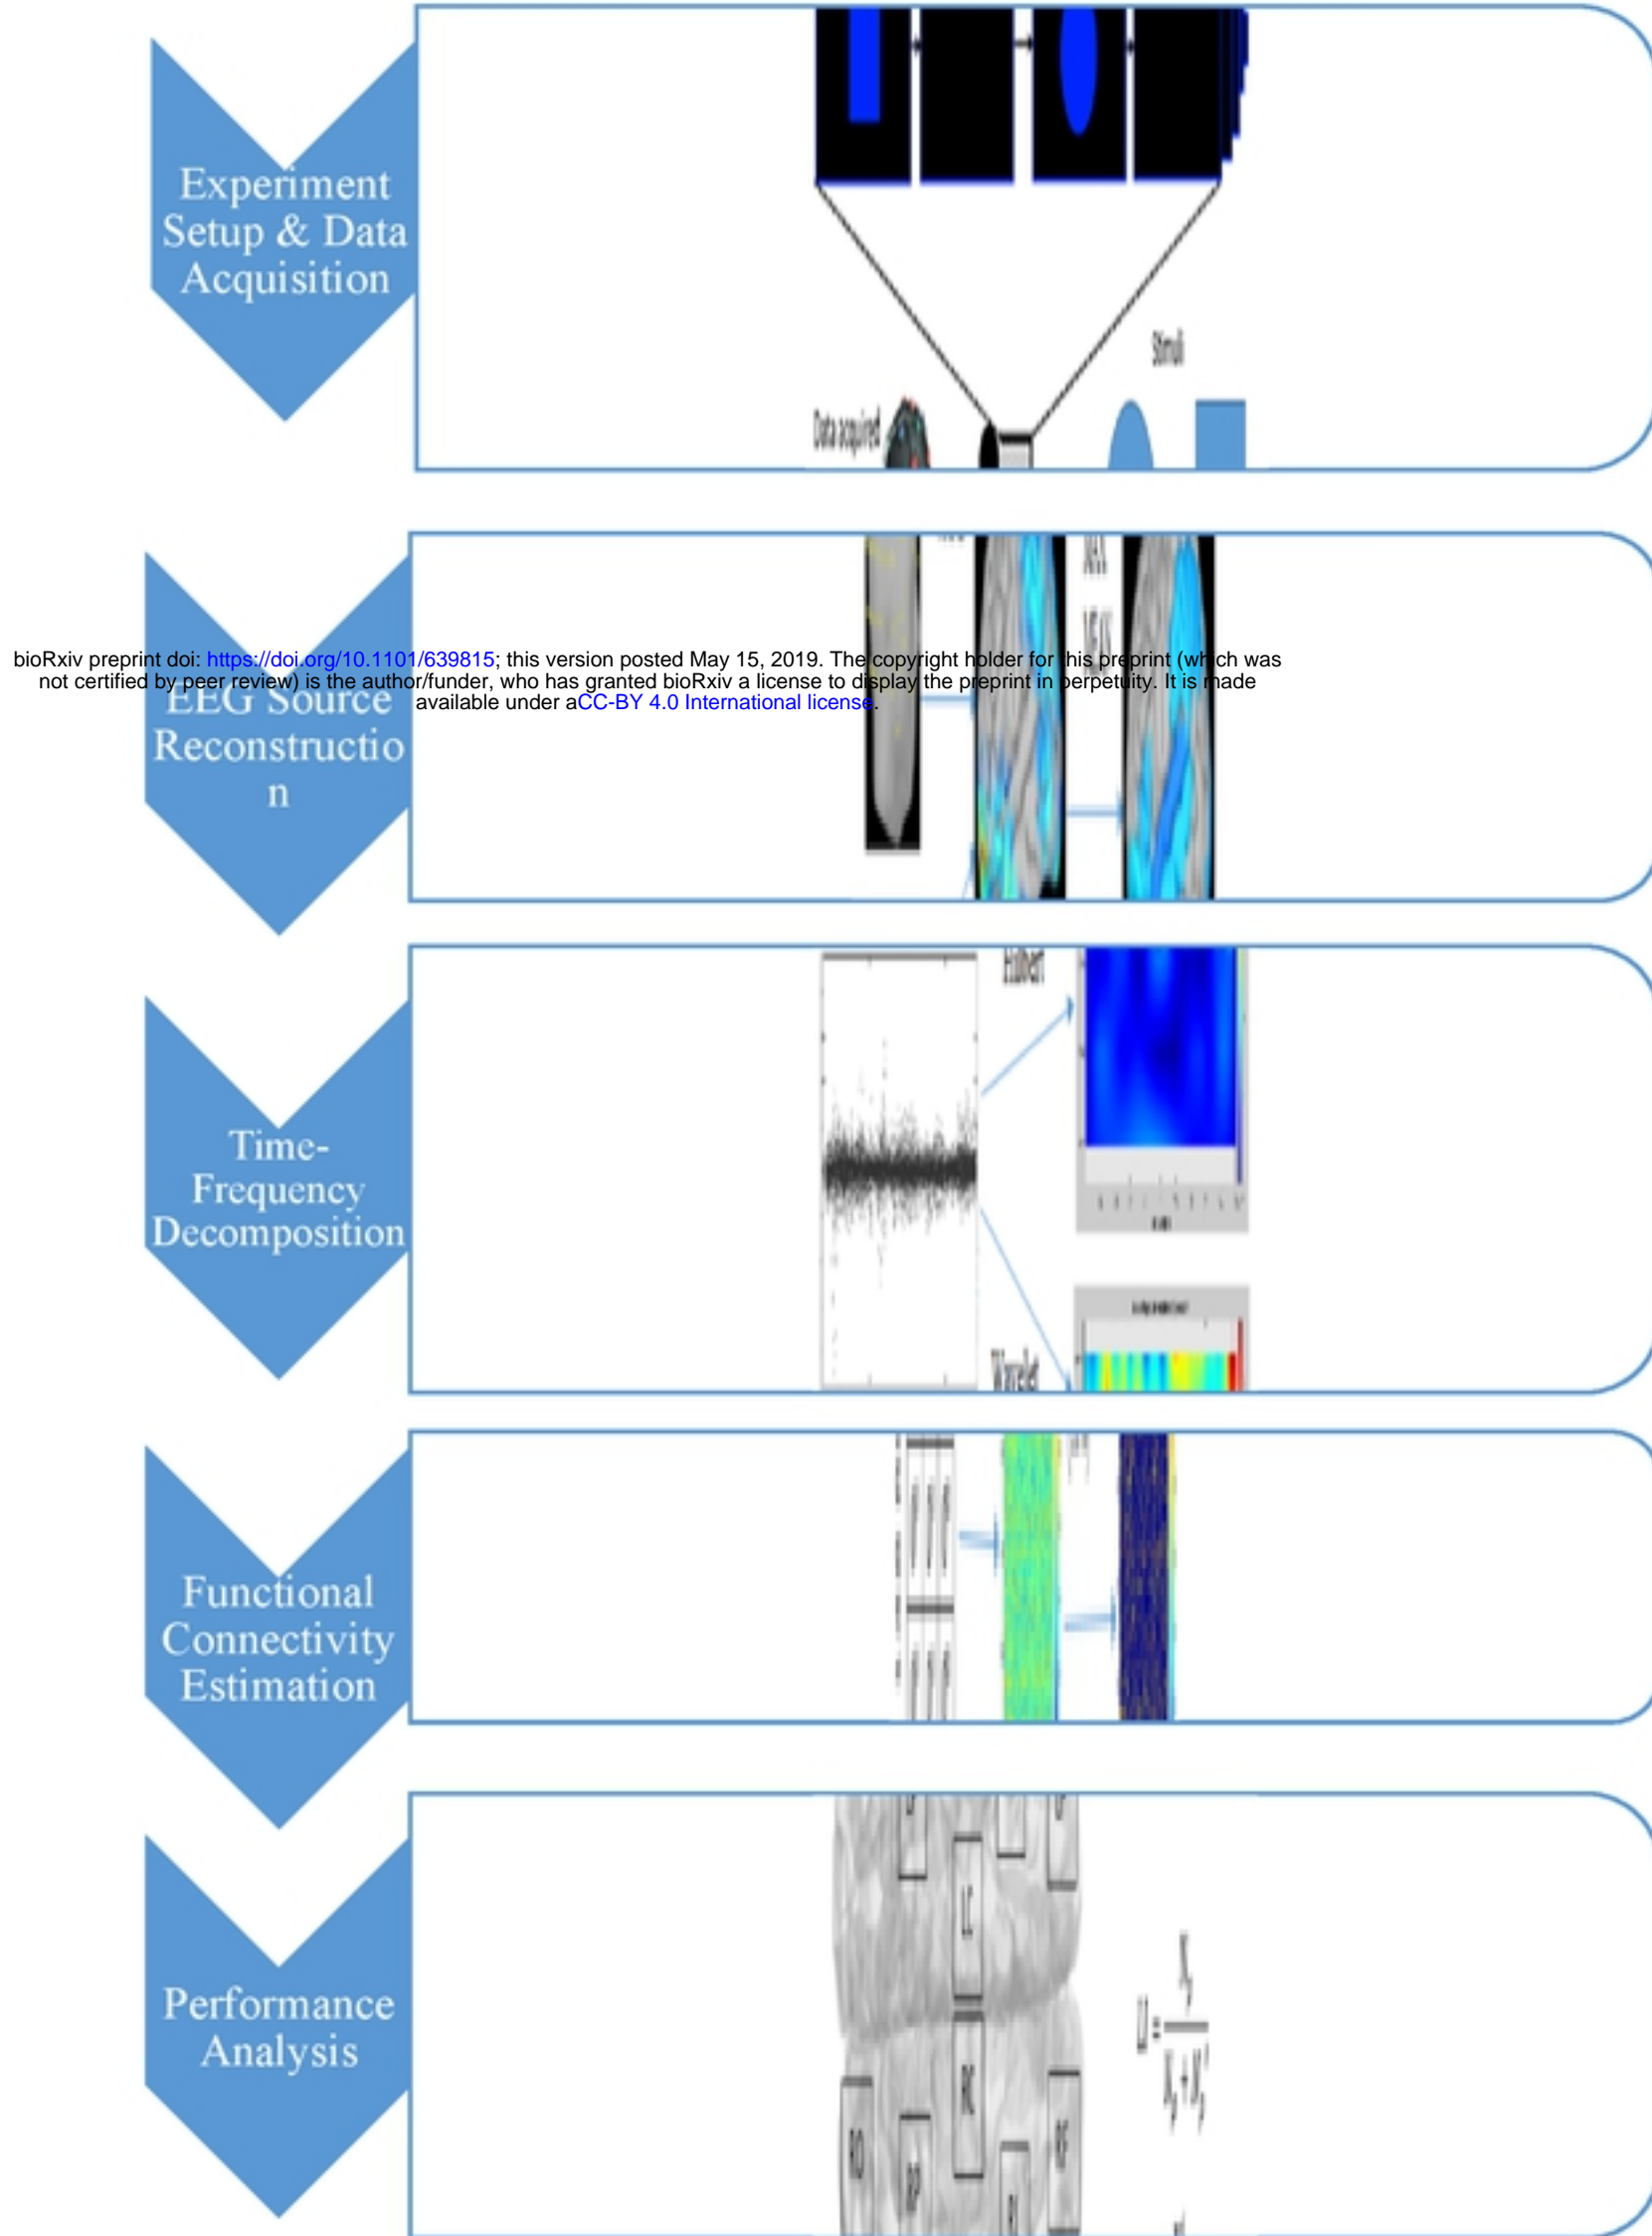 Experiment
Setup & Data
Acquisition
Stimuli
Data acquired
bioRxiv preprint doi: https://doi.org/10.1101/639815; this version posted May 15, 2019. The copyright holder for this preprint (which was
not certified by peer review) is the author/funder, who has granted bioRxiv a license to display the preprint in perpetuity. It is made
available under aCC-BY 4.0 International license.
EEG Source
Reconstructio
n
Time-
Frequency
Decomposition
Hilbert
Wavelet
Functional
Connectivity
Estimation
Performance
Analysis
LC
RC
RO
RP
RF